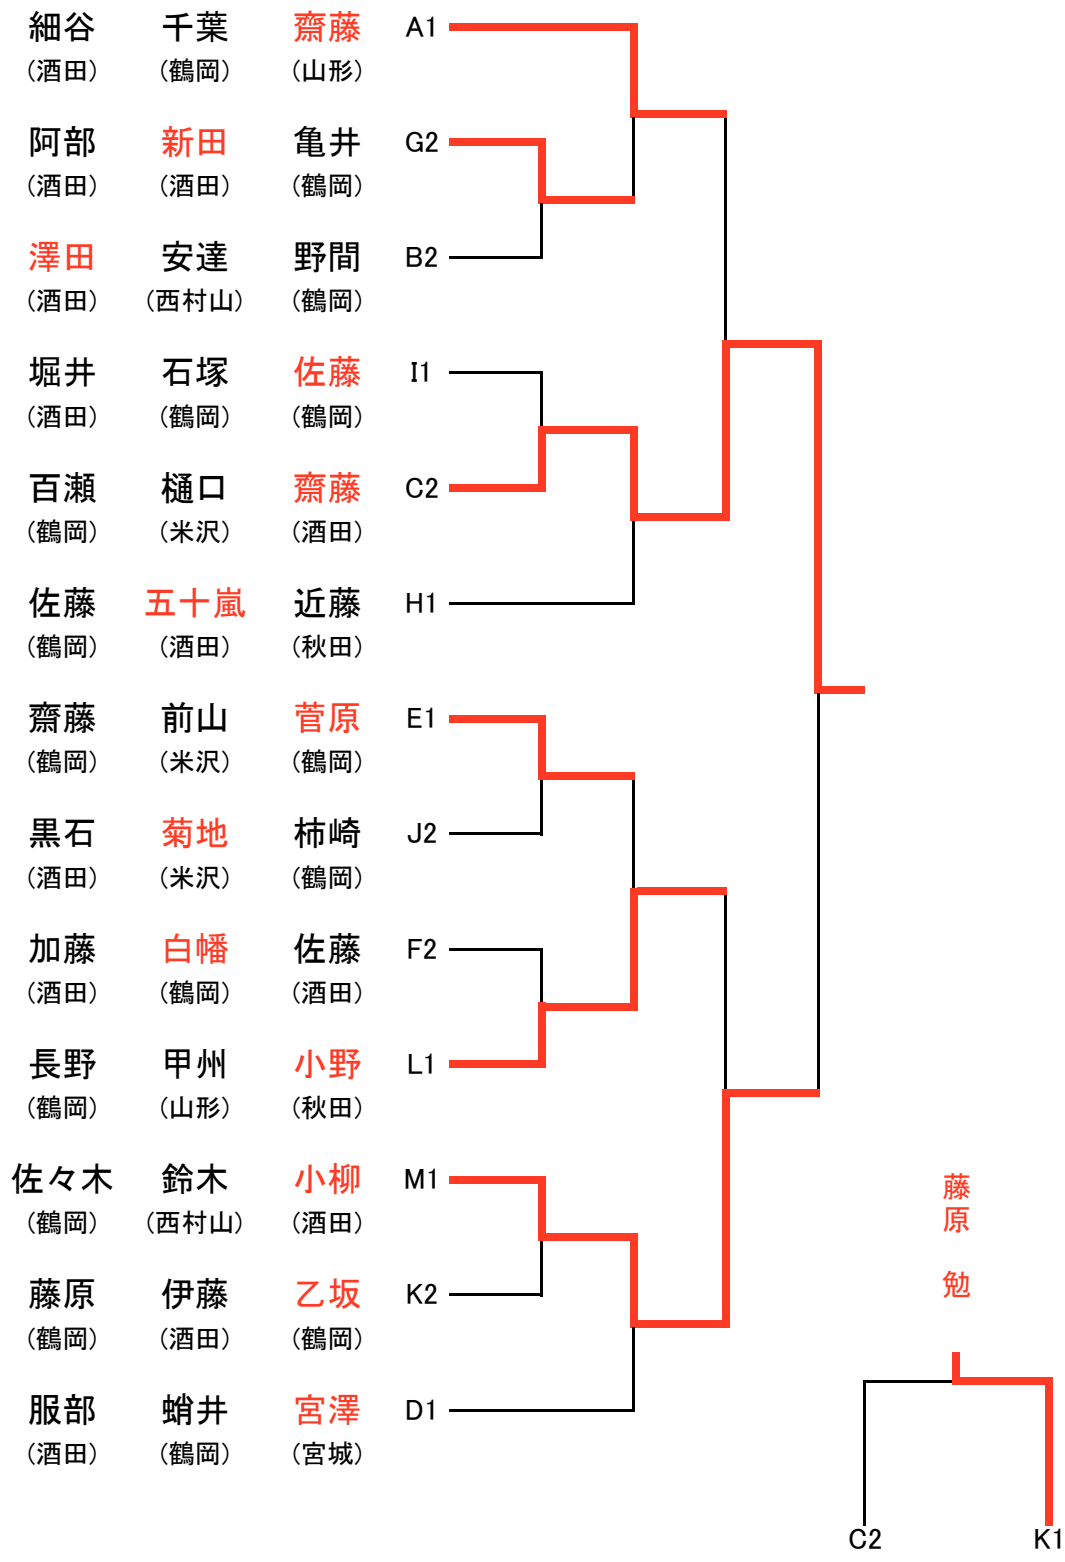 細谷 千葉 齋藤 A1
(酒田) (鶴岡) (山形)
阿部 新田 亀井 G2
(酒田) (酒田) (鶴岡)
澤田 安達 野間 B2
(酒田) (西村山) (鶴岡)
堀井 石塚 佐藤 I1
(酒田) (鶴岡) (鶴岡)
百瀬 樋口 齋藤 C2
(鶴岡) (米沢) (酒田)
佐藤 五十嵐 近藤 H1
(鶴岡) (酒田) (秋田)
齋藤 前山 菅原 E1
(鶴岡) (米沢) (鶴岡)
黒石 菊地 柿崎 J2
(酒田) (米沢) (鶴岡)
加藤 白幡 佐藤 F2
(酒田) (鶴岡) (酒田)
長野 甲州 小野 L1
(鶴岡) (山形) (秋田)
佐々木 鈴木 小柳 M1
(鶴岡) (西村山) (酒田)
藤原 伊藤 乙坂 K2
(鶴岡) (酒田) (鶴岡)
服部 蛸井 宮澤 D1
(酒田) (鶴岡) (宮城)
藤原 勉
C2 K1